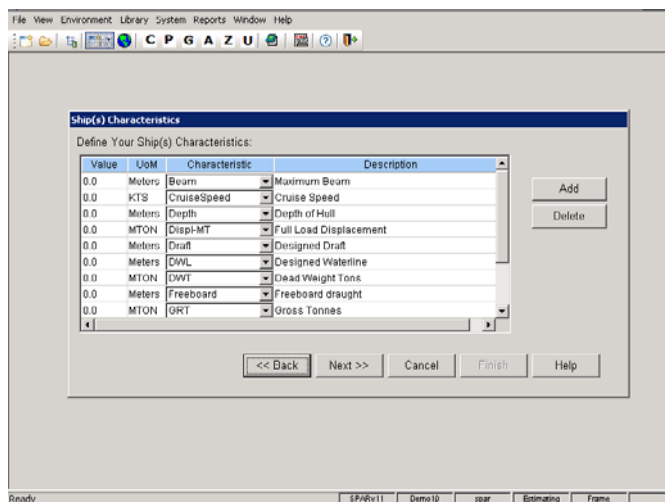 File View Environment Library System Reports Window Help
C P G A Z U
Ship(s) Characteristics
Define Your Ship(s) Characteristics:
Value UoM Characteristic Description
0.0 Meters Beam Maximum Beam
0.0 KTS CruiseSpeed Cruise Speed
0.0 Meters Depth Depth of Hull
0.0 MTON Displ-MT Full Load Displacement
0.0 Meters Draft Designed Draft
0.0 Meters DWL Designed Waterline
0.0 MTON DWT Dead Weight Tons
0.0 Meters Freeboard Freeboard draught
0.0 MTON GRT Gross Tonnes
Add
Delete
<< Back Next >> Cancel Finish Help
Ready SPARv11 Demo10 spar Estimating Frame